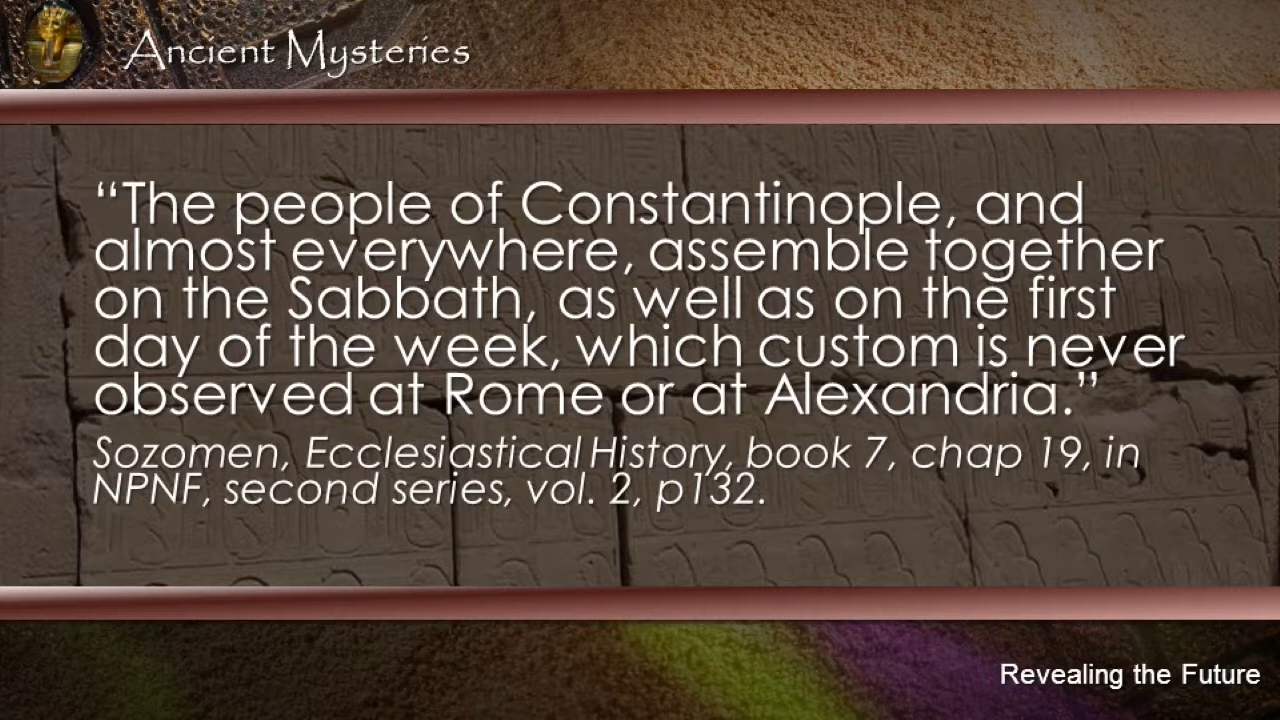 Ancient Mysteries
“The people of Constantinople, and
almost everywhere, assemble together
on the Sabbath, as well as on the first
day of the week, which custom is never
observed at Rome or at Alexandria.”
Sozomen, Ecclesiastical History, book 7, chap 19, in
NPNF, second series, vol. 2, p132.
Revealing the Future